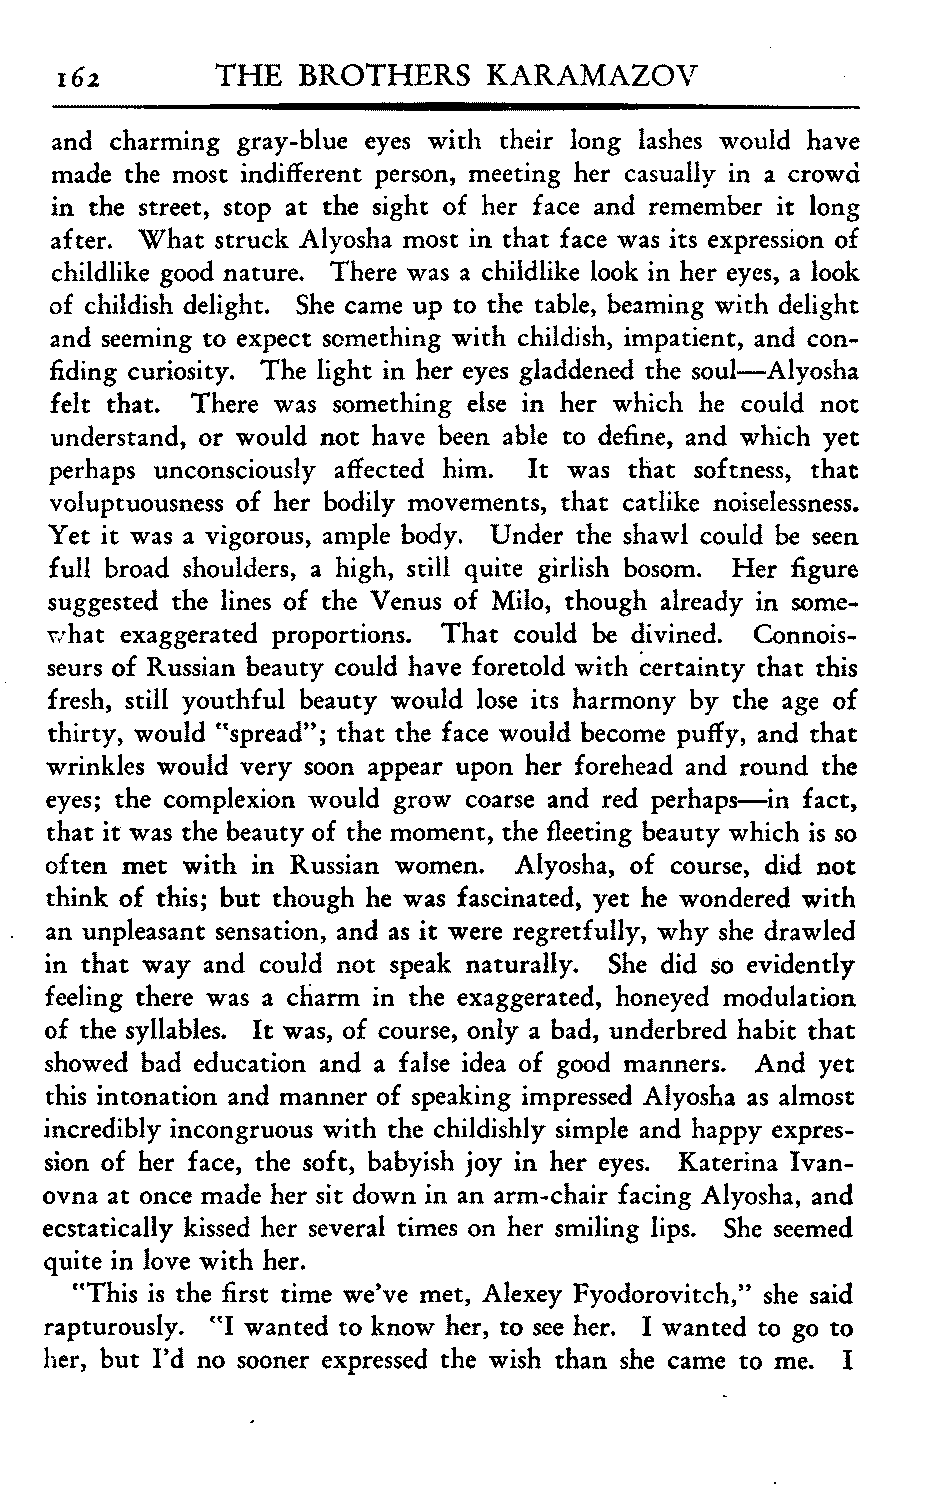 162 THE BROTHERS KARAMAZOV
and charming gray-blue eyes with their long lashes would have
made the most indifferent person, meeting her casually in a crowd
in the street, stop at the sight of her face and remember it long
after. What struck Alyosha most in that face was its expression of
childlike good nature. There was a childlike look in her eyes, a look
of childish delight. She came up to the table, beaming with delight
and seeming to expect something with childish, impatient, and con-
fiding curiosity. The light in her eyes gladdened the soul—Alyosha
felt that. There was something else in her which he could not
understand, or would not have been able to define, and which yet
perhaps unconsciously affected him. It was that softness, that
voluptuousness of her bodily movements, that catlike noiselessness.
Yet it was a vigorous, ample body. Under the shawl could be seen
full broad shoulders, a high, still quite girlish bosom. Her figure
suggested the lines of the Venus of Milo, though already in some-
what exaggerated proportions. That could be divined. Connois-
seurs of Russian beauty could have foretold with certainty that this
fresh, still youthful beauty would lose its harmony by the age of
thirty, would "spread"; that the face would become puffy, and that
wrinkles would very soon appear upon her forehead and round the
eyes; the complexion would grow coarse and red perhaps—in fact,
that it was the beauty of the moment, the fleeting beauty which is so
often met with in Russian women. Alyosha, of course, did not
think of this; but though he was fascinated, yet he wondered with
an unpleasant sensation, and as it were regretfully, why she drawled
in that way and could not speak naturally. She did so evidently
feeling there was a charm in the exaggerated, honeyed modulation
of the syllables. It was, of course, only a bad, underbred habit that
showed bad education and a false idea of good manners. And yet
this intonation and manner of speaking impressed Alyosha as almost
incredibly incongruous with the childishly simple and happy expres-
sion of her face, the soft, babyish joy in her eyes. Katerina Ivan-
ovna at once made her sit down in an arm-chair facing Alyosha, and
ecstatically kissed her several times on her smiling lips. She seemed
quite in love with her.
"This is the first time we've met, Alexey Fyodorovitch," she said
rapturously. "I wanted to know her, to see her. I wanted to go to
her, but I'd no sooner expressed the wish than she came to me. I